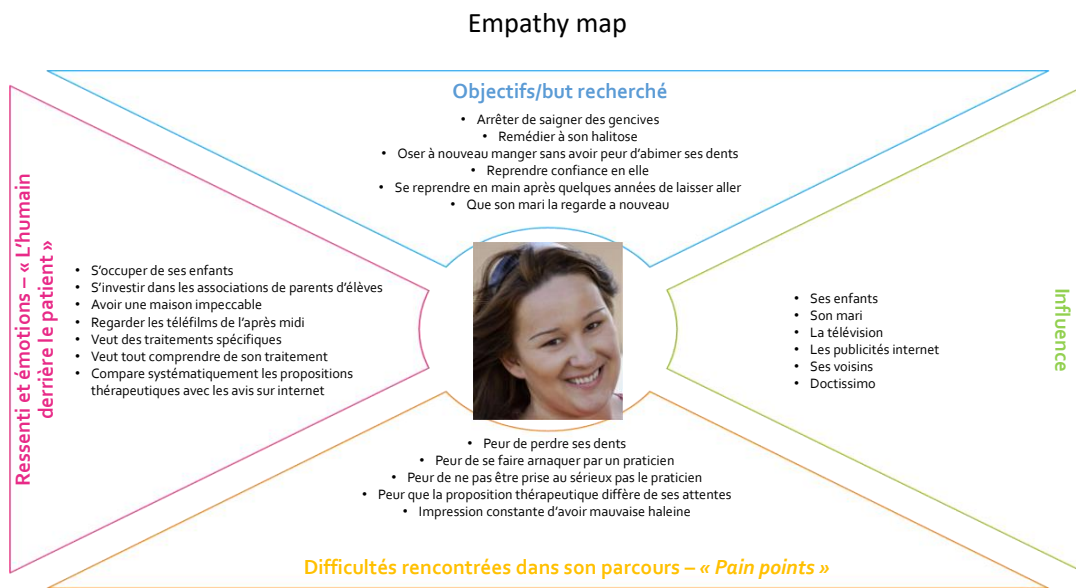 Empathy map
Objectifs/but recherché
• Arrêter de saigner des gencives
• Remédier à son halitose
• Oser à nouveau manger sans avoir peur d'abimer ses dents
• Reprendre confiance en elle
• Se reprendre en main après quelques années de laisser aller
• Que son mari la regarde a nouveau
Ressenti et émotions – « L'humain
derrière le patient »
• S'occuper de ses enfants
• S'investir dans les associations de parents d'élèves
• Avoir une maison impeccable
• Regarder les téléfilms de l'après midi
• Veut des traitements spécifiques
• Veut tout comprendre de son traitement
• Compare systématiquement les propositions
thérapeutiques avec les avis sur internet
• Ses enfants
• Son mari
• La télévision
• Les publicités internet
• Ses voisins
• Doctissimo
Influence
• Peur de perdre ses dents
• Peur de se faire arnaquer par un praticien
• Peur de ne pas être prise au sérieux pas le praticien
• Peur que la proposition thérapeutique diffère de ses attentes
• Impression constante d'avoir mauvaise haleine
Difficultés rencontrées dans son parcours – « Pain points »